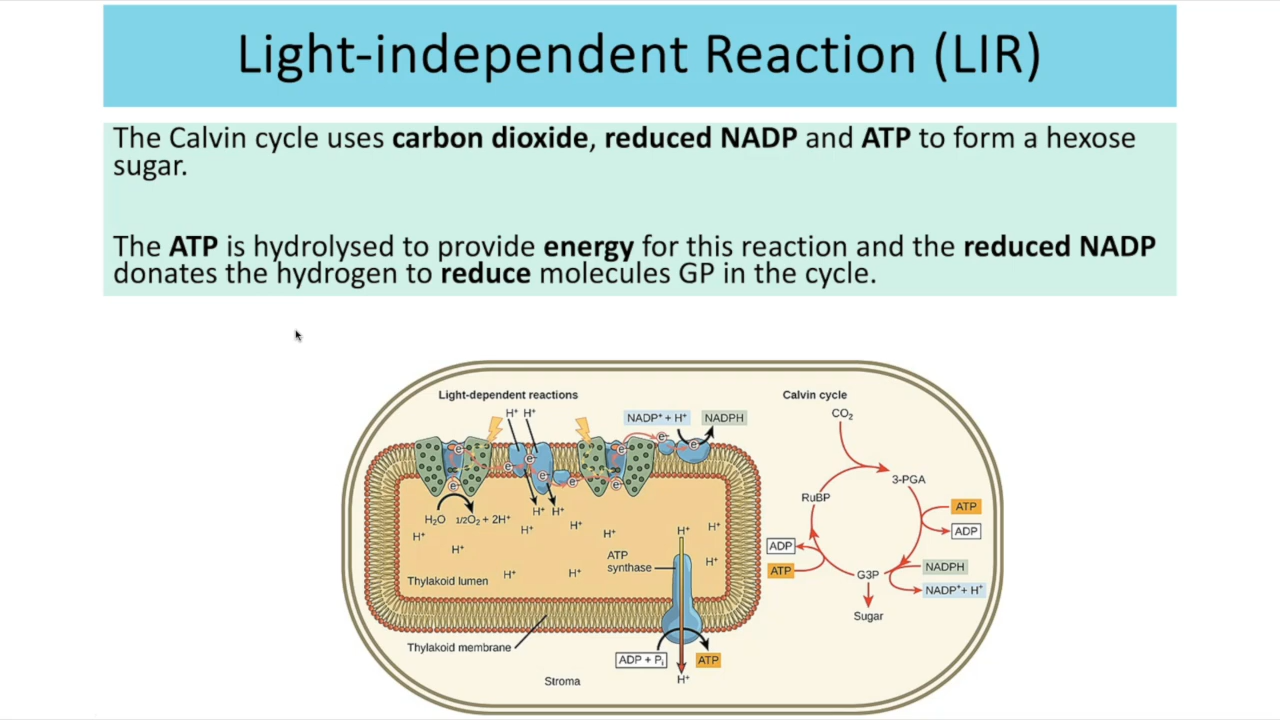 Light-independent Reaction (LIR)
The Calvin cycle uses carbon dioxide, reduced NADP and ATP to form a hexose
sugar.
The ATP is hydrolysed to provide energy for this reaction and the reduced NADP
donates the hydrogen to reduce molecules GP in the cycle.
Light-dependent reactions
H⁺ H⁺
NADP⁺ + H⁺
NADPH
e⁻ e⁻ e⁻ e⁻
e⁻ e⁻ e⁻ e⁻
e⁻ e⁻
H₂O 1/2O₂ + 2H⁺
H⁺ H⁺
H⁺ H⁺ H⁺ H⁺ H⁺ H⁺
H⁺ H⁺
H⁺ H⁺
ATP
synthase
Thylakoid lumen
Thylakoid membrane
ADP + Pᵢ
ATP
H⁺
Stroma
Calvin cycle
CO₂
3-PGA
RuBP
ATP
ADP
ADP
ATP
G3P
NADPH
NADP⁺+ H⁺
Sugar